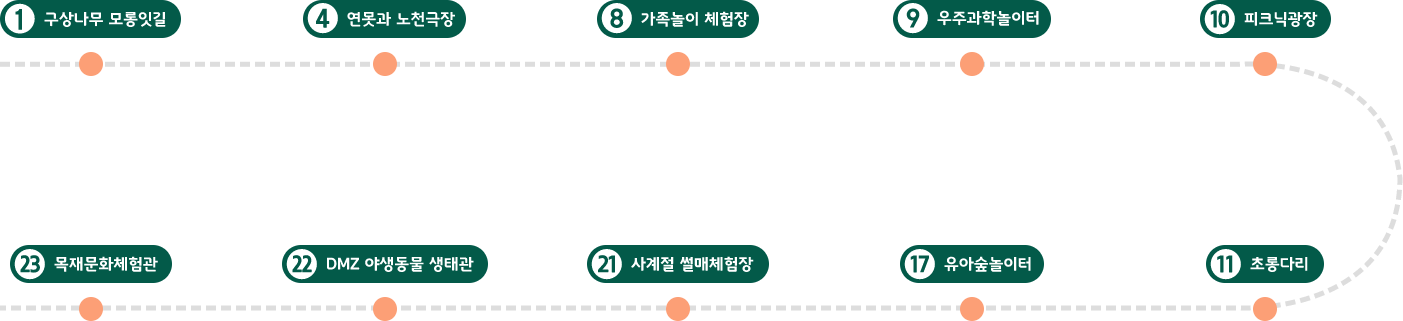 1 구상나무 모롱잇길
4 연못과 노천극장
8 가족놀이 체험장
9 우주과학놀이터
10 피크닉광장
23 목재문화체험관
22 DMZ 야생동물 생태관
21 사계절 썰매체험장
17 유아숲놀이터
11 초롱다리